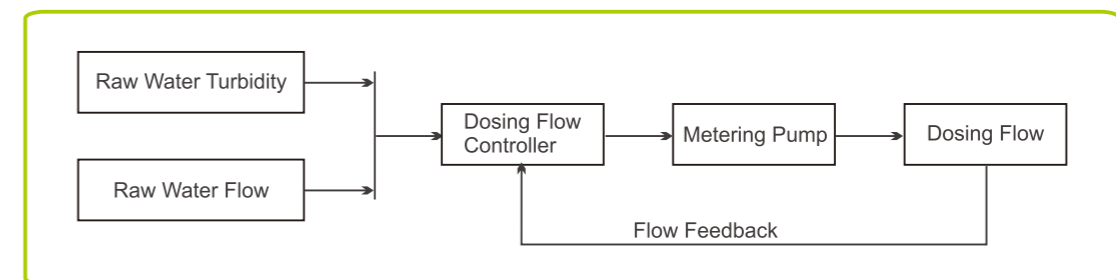 Raw Water Turbidity
Raw Water Flow
Dosing Flow
Controller
Metering Pump
Dosing Flow
Flow Feedback